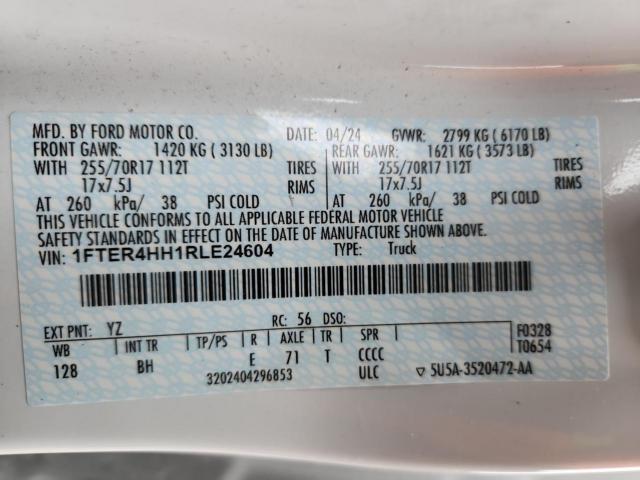 MFD. BY FORD MOTOR CO. DATE: 04/24 GVWR: 2799 KG ( 6170 LB)
FRONT GAWR: 1420 KG ( 3130 LB) REAR GAWR: 1621 KG ( 3573 LB)
WITH 255/70R17 112T TIRES WITH 255/70R17 112T TIRES
17x7.5J RIMS 17x7.5J RIMS
AT 260 kPa/ 38 PSI COLD AT 260 kPa/ 38 PSI COLD
THIS VEHICLE CONFORMS TO ALL APPLICABLE FEDERAL MOTOR VEHICLE
SAFETY STANDARDS IN EFFECT ON THE DATE OF MANUFACTURE SHOWN ABOVE.
VIN: 1FTER4HH1RLE24604 TYPE: Truck
EXT PNT: YZ RC: 56 DSO: F0328
WB INT TR TP/PS R AXLE TR SPR T0654
128 BH E 71 T CCCC
3202404296853 ULC ▽ 5U5A-3520472-AA